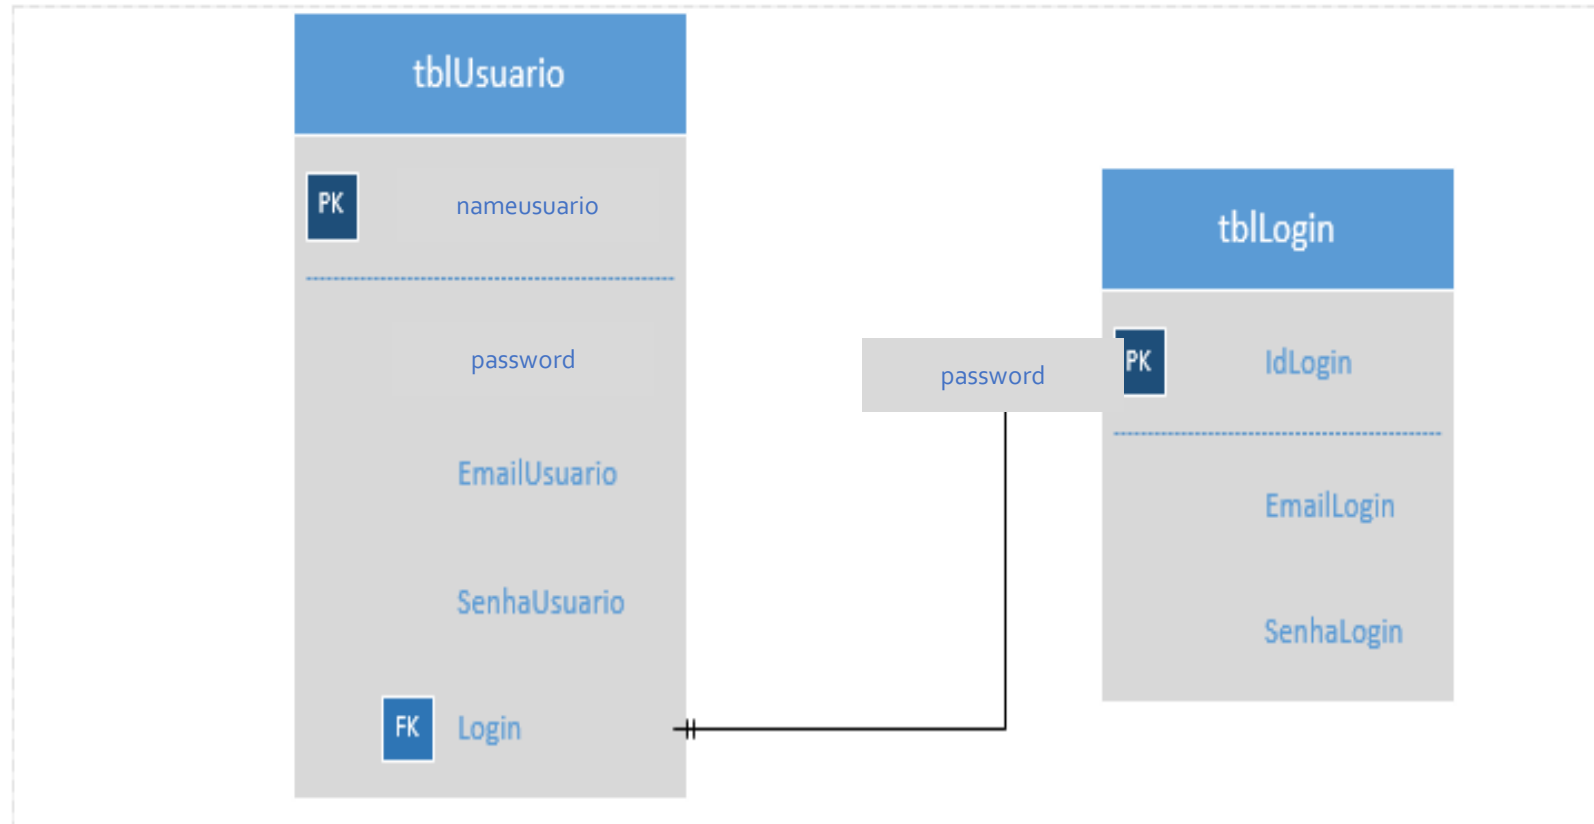 tblUsuario
PK nameusuario
password
EmailUsuario
SenhaUsuario
FK Login
password
tblLogin
PK IdLogin
EmailLogin
SenhaLogin